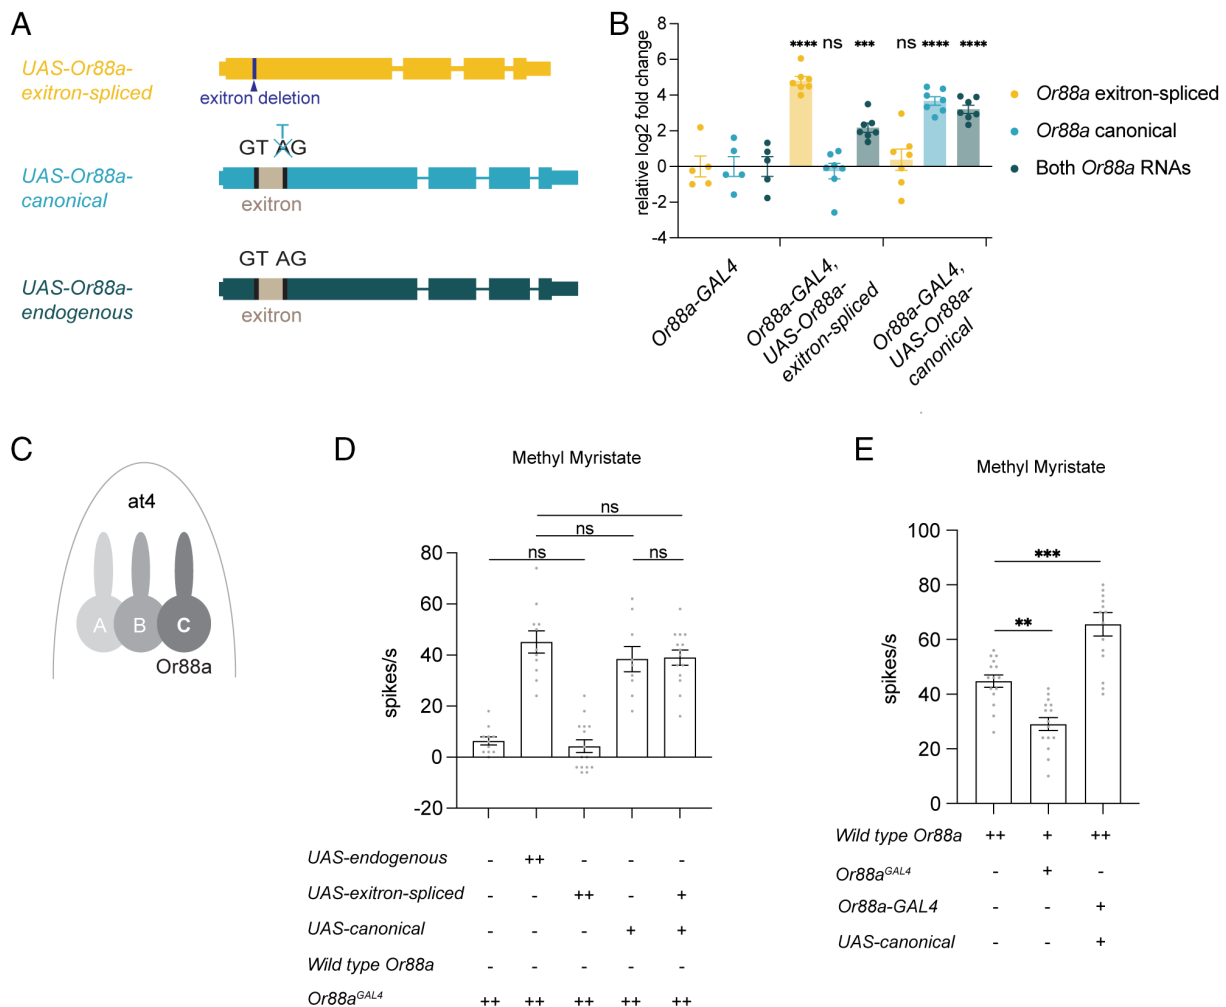 A
UAS-Or88a-
exitron-spliced
exitron deletion
T
GT AG
UAS-Or88a-
canonical
exitron
GT AG
UAS-Or88a-
endogenous
exitron
B
relative log2 fold change
8
6
4
2
0
-2
-4
**** ns *** ns **** ****
Or88a-GAL4
Or88a-GAL4,
UAS-Or88a-
exitron-spliced
Or88a-GAL4,
UAS-Or88a-
canonical
Or88a exitron-spliced
Or88a canonical
Both Or88a RNAs
C
at4
A B C
Or88a
D
Methyl Myristate
ns
ns
ns ns
spikes/s
80
60
40
20
0
-20
UAS-endogenous - ++ - - -
UAS-exitron-spliced - - ++ - +
UAS-canonical - - - + +
Wild type Or88a - - - - -
Or88aGAL4 ++ ++ ++ ++ ++
E
Methyl Myristate
***
**
spikes/s
100
80
60
40
20
0
Wild type Or88a ++ + ++
Or88aGAL4 - + -
Or88a-GAL4 - - +
UAS-canonical - - +